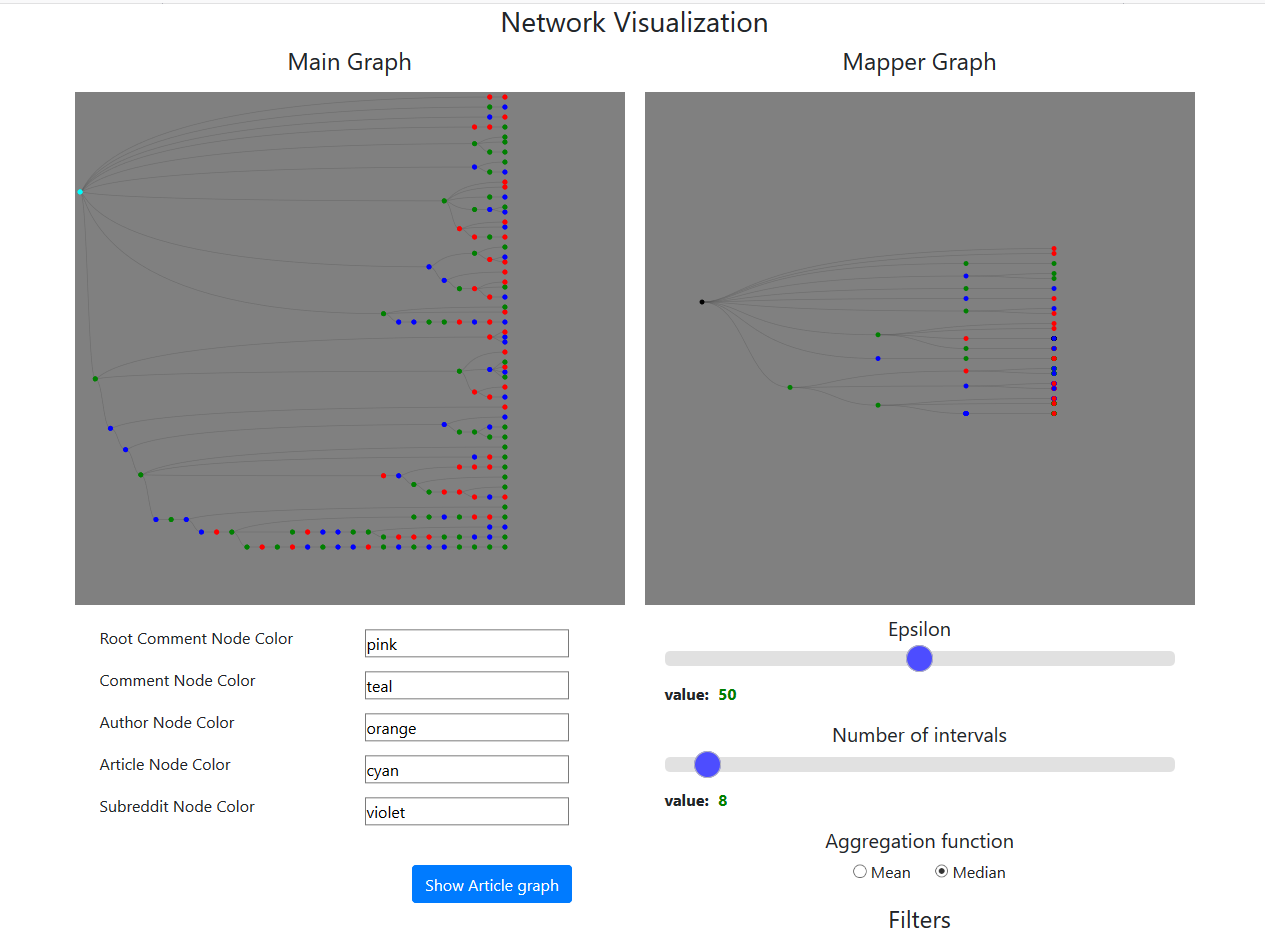 Network Visualization
Main Graph
Mapper Graph
Root Comment Node Color
pink
Comment Node Color
teal
Author Node Color
orange
Article Node Color
cyan
Subreddit Node Color
violet
Show Article graph
Epsilon
value: 50
Number of intervals
value: 8
Aggregation function
Mean Median
Filters